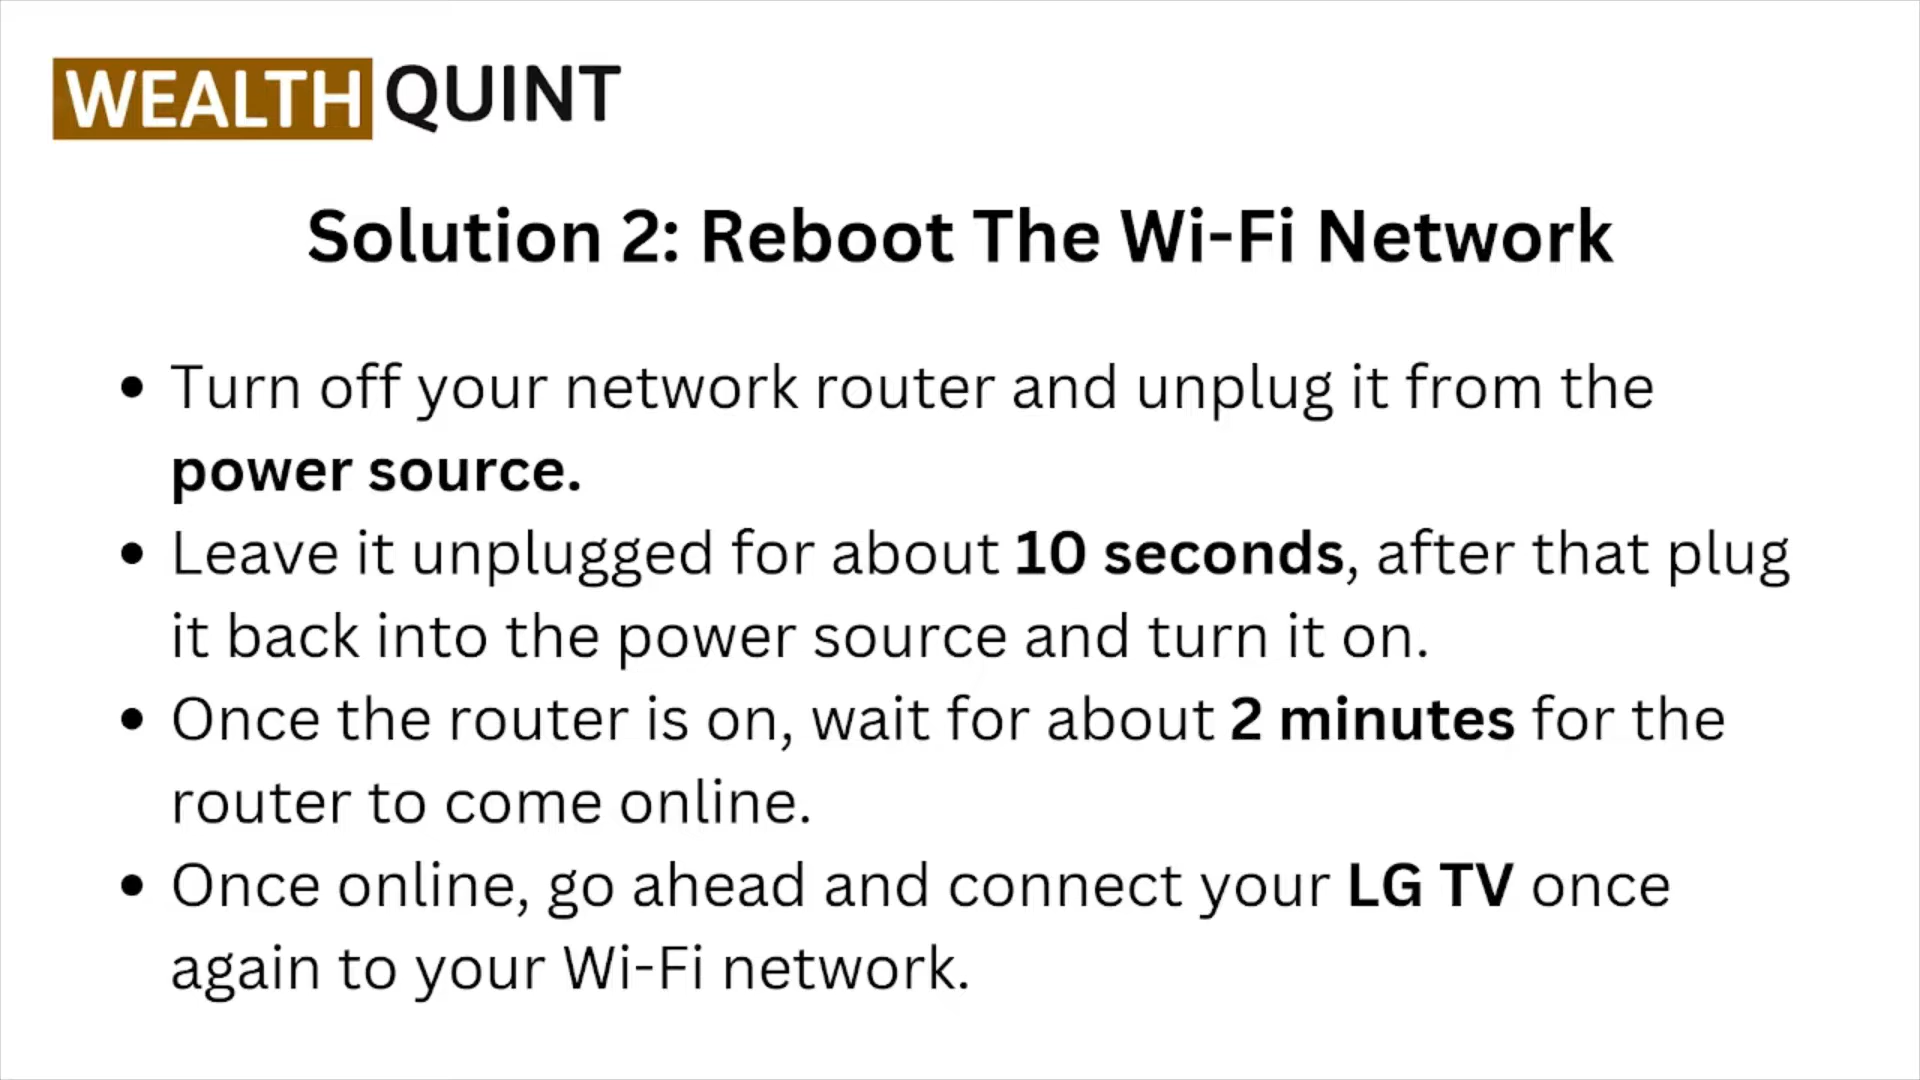 WEALTH QUINT
Solution 2: Reboot The Wi-Fi Network
• Turn off your network router and unplug it from the
power source.
• Leave it unplugged for about 10 seconds, after that plug
it back into the power source and turn it on.
• Once the router is on, wait for about 2 minutes for the
router to come online.
• Once online, go ahead and connect your LG TV once
again to your Wi-Fi network.